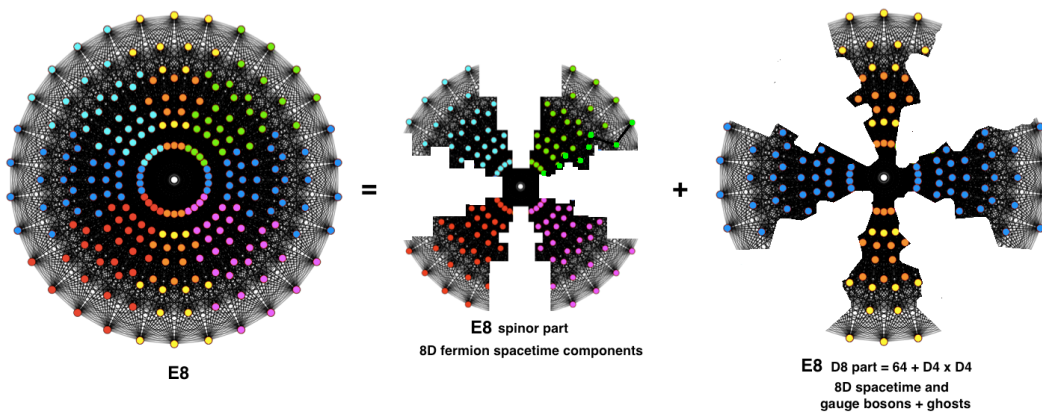 E8
=
E8 spinor part
8D fermion spacetime components
+
E8 D8 part = 64 + D4 x D4
8D spacetime and
gauge bosons + ghosts